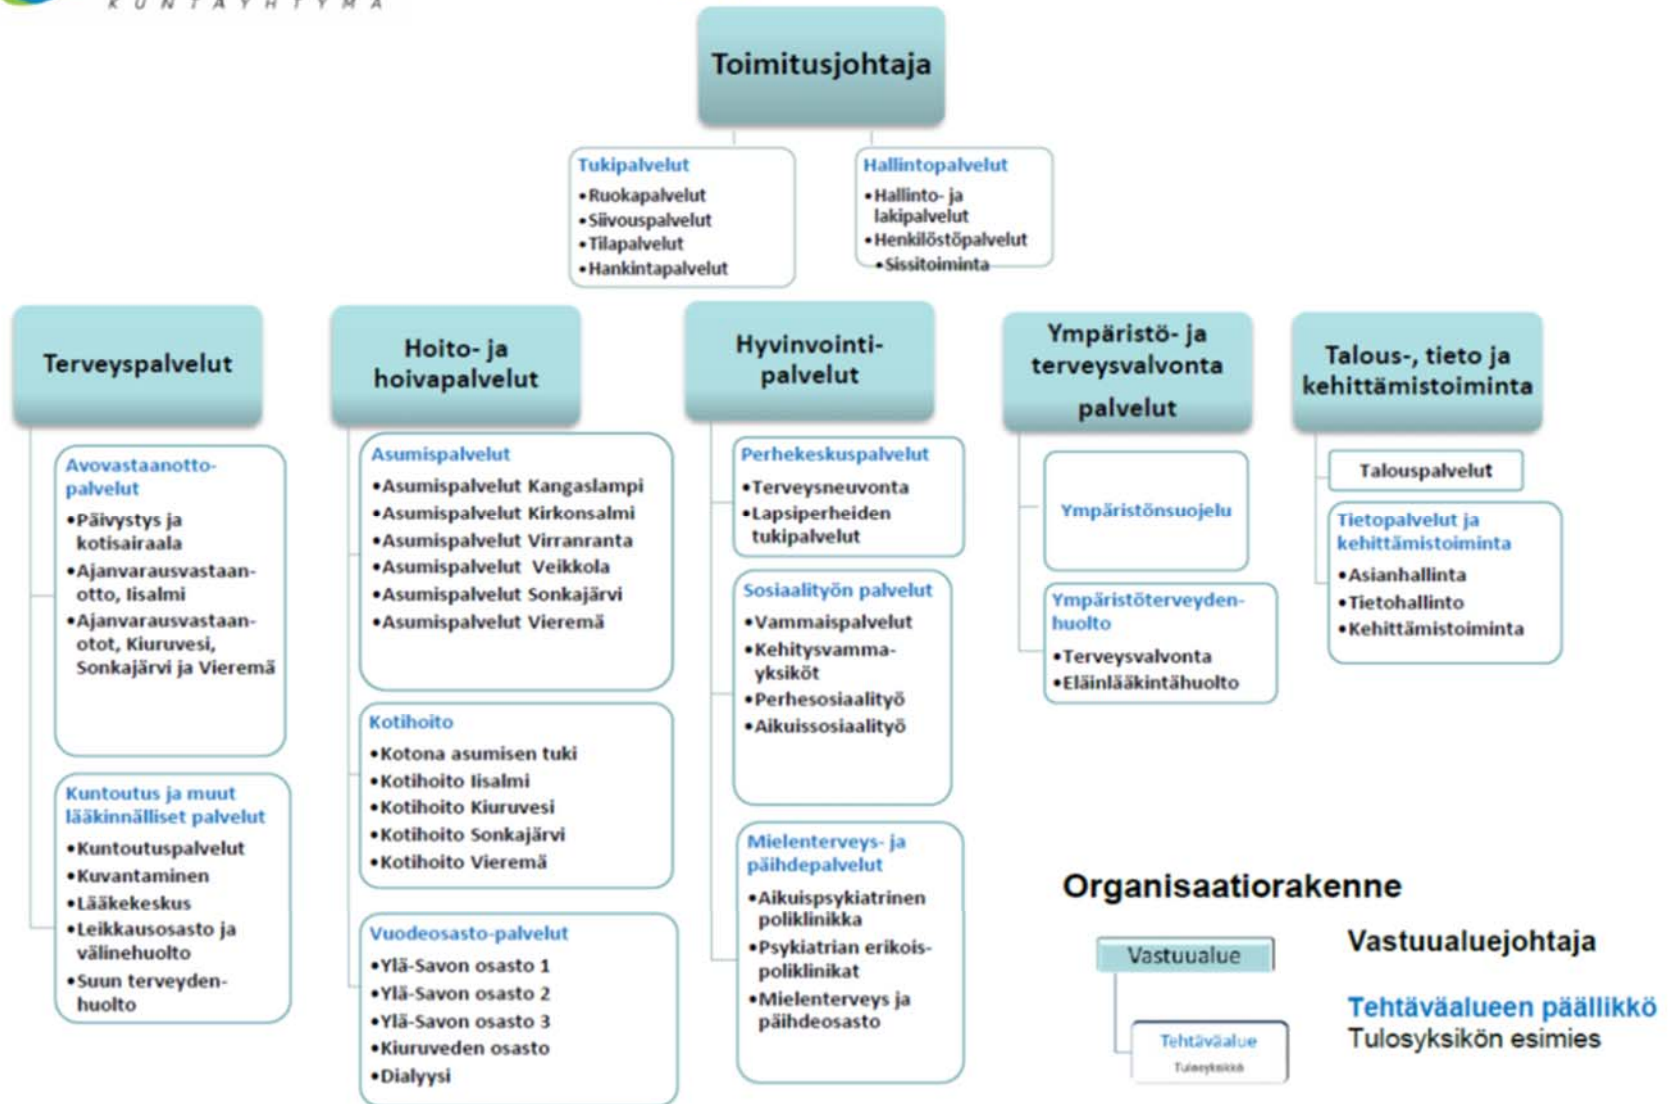 KUNTAYHTYMÄ
Toimitusjohtaja
Tukipalvelut
•Ruokapalvelut
•Siivouspalvelut
•Tilapalvelut
•Hankintapalvelut
Hallintopalvelut
•Hallinto- ja
lakipalvelut
•Henkilöstöpalvelut
•Sissitoiminta
Terveyspalvelut
Avovastaanotto-
palvelut
•Päivystys ja
kotisairaala
•Ajanvarausvastaan-
otto, Iisalmi
•Ajanvarausvastaan-
otot, Kiuruvesi,
Sonkajärvi ja Vieremä
Kuntoutus ja muut
lääkinnälliset palvelut
•Kuntoutuspalvelut
•Kuvantaminen
•Lääkekeskus
•Leikkausosasto ja
välinehuolto
•Suun terveyden-
huolto
Hoito- ja
hoivapalvelut
Asumispalvelut
•Asumispalvelut Kangaslampi
•Asumispalvelut Kirkonsalmi
•Asumispalvelut Virranranta
•Asumispalvelut Veikkola
•Asumispalvelut Sonkajärvi
•Asumispalvelut Vieremä
Kotihoito
•Kotona asumisen tuki
•Kotihoito Iisalmi
•Kotihoito Kiuruvesi
•Kotihoito Sonkajärvi
•Kotihoito Vieremä
Vuodeosasto-palvelut
•Ylä-Savon osasto 1
•Ylä-Savon osasto 2
•Ylä-Savon osasto 3
•Kiuruveden osasto
•Dialyysi
Hyvinvointi-
palvelut
Perhekeskuspalvelut
•Terveysneuvonta
•Lapsiperheiden
tukipalvelut
Sosiaalityön palvelut
•Vammaispalvelut
•Kehitysvamma-
yksiköt
•Perhesosiaalityö
•Aikuissosiaalityö
Mielenterveys- ja
päihdepalvelut
•Aikuispsykiatrinen
poliklinikka
•Psykiatrian erikois-
poliklinikat
•Mielenterveys ja
päihdeosasto
Ympäristö- ja
terveysvalvonta
palvelut
Ympäristönsuojelu
Ympäristöterveyden-
huolto
•Terveysvalvonta
•Eläinlääkintähuolto
Talous-, tieto ja
kehittämistoiminta
Talouspalvelut
Tietopalvelut ja
kehittämistoiminta
•Asianhallinta
•Tietohallinto
•Kehittämistoiminta
Organisaatiorakenne
Vastuualue
Tehtäväalue
Tulosyksikkö
Vastuualuejohtaja
Tehtäväalueen päällikkö
Tulosyksikön esimies